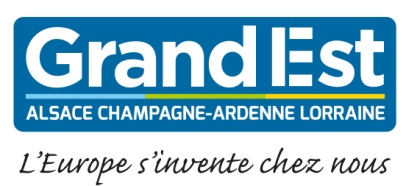 Grand Est
ALSACE CHAMPAGNE-ARDENNE LORRAINE
L'Europe s'invente chez nous